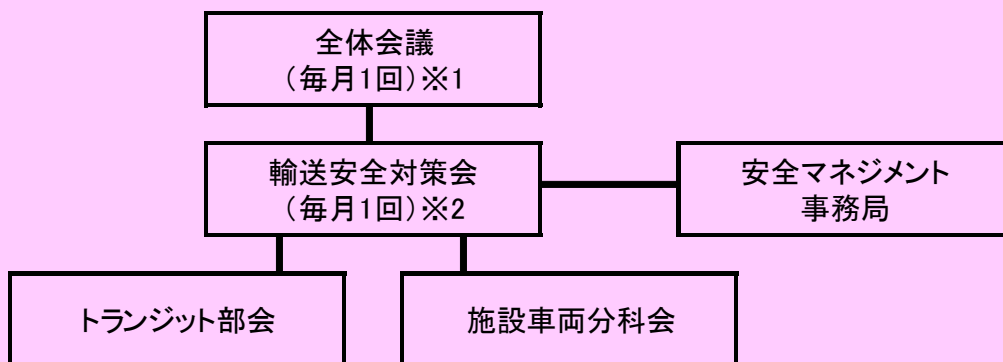 全体会議
（毎月1回）※1
輸送安全対策会
（毎月1回）※2
安全マネジメント
事務局
トランジット部会
施設車両分科会